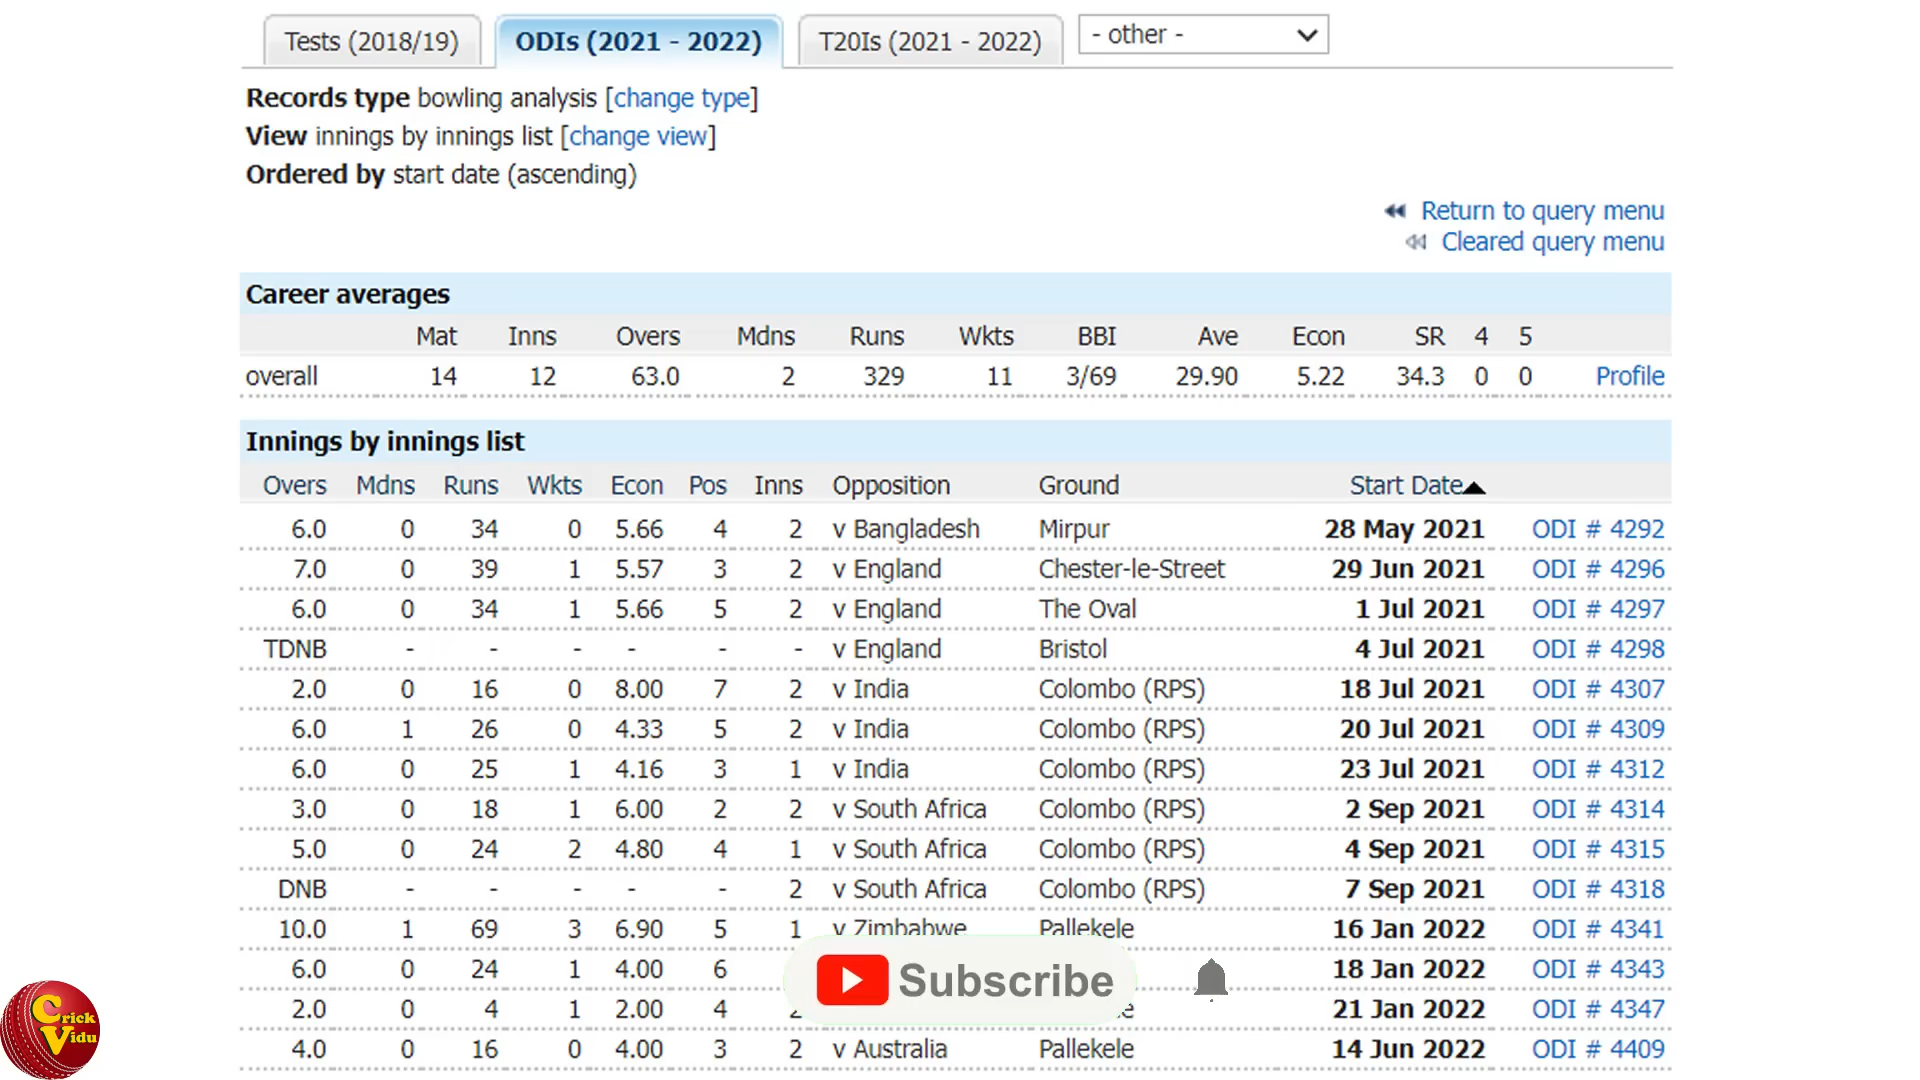 Tests (2018/19) ODIs (2021 - 2022) T20Is (2021 - 2022) - other -
Records type bowling analysis [change type]
View innings by innings list [change view]
Ordered by start date (ascending)
Return to query menu
Cleared query menu
Career averages
Mat Inns Overs Mdns Runs Wkts BBI Ave Econ SR 4 5
overall 14 12 63.0 2 329 11 3/69 29.90 5.22 34.3 0 0 Profile
Innings by innings list
Overs Mdns Runs Wkts Econ Pos Inns Opposition Ground Start Date
6.0 0 34 0 5.66 4 2 v Bangladesh Mirpur 28 May 2021 ODI # 4292
7.0 0 39 1 5.57 3 2 v England Chester-le-Street 29 Jun 2021 ODI # 4296
6.0 0 34 1 5.66 5 2 v England The Oval 1 Jul 2021 ODI # 4297
TDNB - - - - - - v England Bristol 4 Jul 2021 ODI # 4298
2.0 0 16 0 8.00 7 2 v India Colombo (RPS) 18 Jul 2021 ODI # 4307
6.0 1 26 0 4.33 5 2 v India Colombo (RPS) 20 Jul 2021 ODI # 4309
6.0 0 25 1 4.16 3 1 v India Colombo (RPS) 23 Jul 2021 ODI # 4312
3.0 0 18 1 6.00 2 2 v South Africa Colombo (RPS) 2 Sep 2021 ODI # 4314
5.0 0 24 2 4.80 4 1 v South Africa Colombo (RPS) 4 Sep 2021 ODI # 4315
DNB - - - - - 2 v South Africa Colombo (RPS) 7 Sep 2021 ODI # 4318
10.0 1 69 3 6.90 5 1 v Zimbabwe Pallekele 16 Jan 2022 ODI # 4341
6.0 0 24 1 4.00 6 18 Jan 2022 ODI # 4343
Subscribe
2.0 0 4 1 2.00 4 21 Jan 2022 ODI # 4347
4.0 0 16 0 4.00 3 2 v Australia Pallekele 14 Jun 2022 ODI # 4409
Crick
Vidu